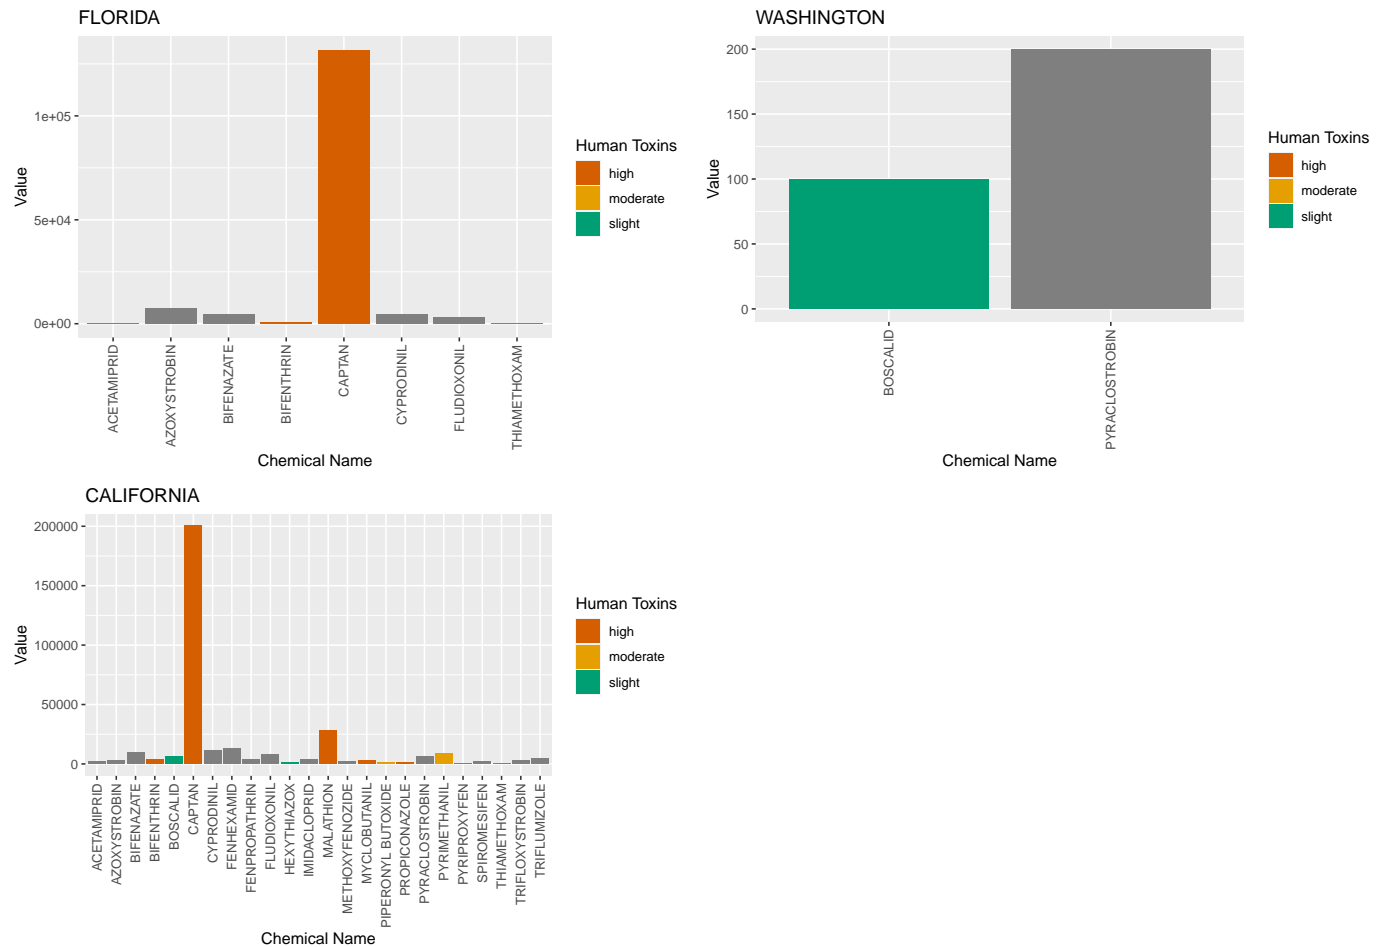 FLORIDA
1e+05
5e+04
0e+00
Value
ACETAMIPRID
AZOXYSTROBIN
BIFENAZATE
BIFENTHRIN
CAPTAN
CYPRODINIL
FLUDIOXONIL
THIAMETHOXAM
Chemical Name
Human Toxins
high
moderate
slight
WASHINGTON
200
150
100
50
0
Value
BOSCALID
PYRACLOSTROBIN
Chemical Name
Human Toxins
high
moderate
slight
CALIFORNIA
200000
150000
100000
50000
0
Value
ACETAMIPRID
AZOXYSTROBIN
BIFENAZATE
BIFENTHRIN
BOSCALID
CAPTAN
CYPRODINIL
FENHEXAMID
FENPROPATHRIN
FLUDIOXONIL
HEXYTHIAZOX
IMIDACLOPRID
MALATHION
METHOXYFENOZIDE
MYCLOBUTANIL
PIPERONYL BUTOXIDE
PROPICONAZOLE
PYRACLOSTROBIN
PYRIMETHANIL
PYRIPROXYFEN
SPIROMESIFEN
THIAMETHOXAM
TRIFLOXYSTROBIN
TRIFLUMIZOLE
Chemical Name
Human Toxins
high
moderate
slight